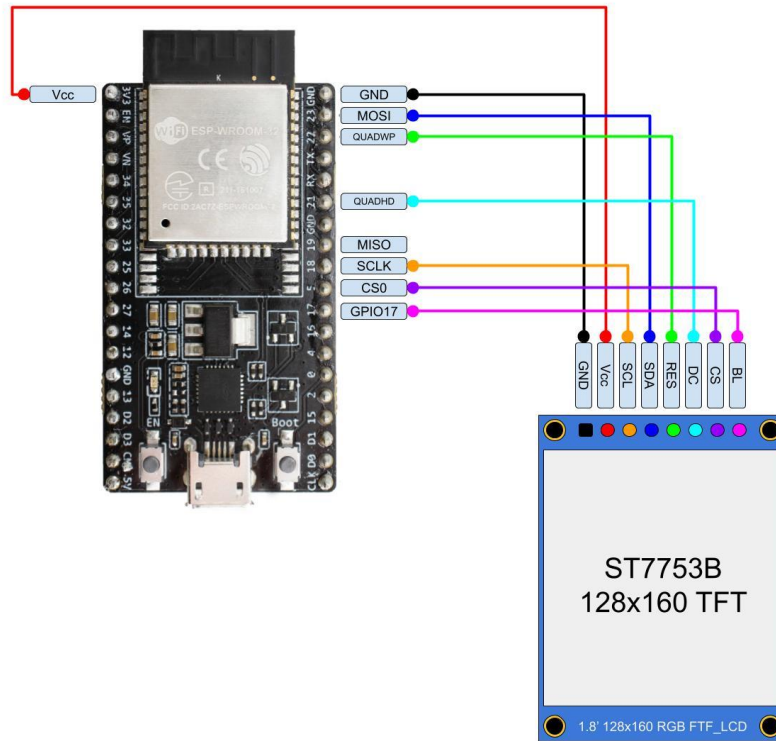 Vcc
3V3
EM
VP
VN
34
35
32
33
25
26
27
14
12
GND
13
D2
D3
5V
K
WiFi ESP-WROOM-32
CE
R
EN
Boot
GND
23
22
TX
RX
21
GND
19
18
5
17
16
4
0
2
15
D1
D0
CLK
GND
MOSI
QUADWP
QUADHD
MISO
SCLK
CS0
GPIO17
GND
Vcc
SCL
SDA
RES
DC
CS
BL
ST7753B
128x160 TFT
1.8' 128x160 RGB FTF_LCD